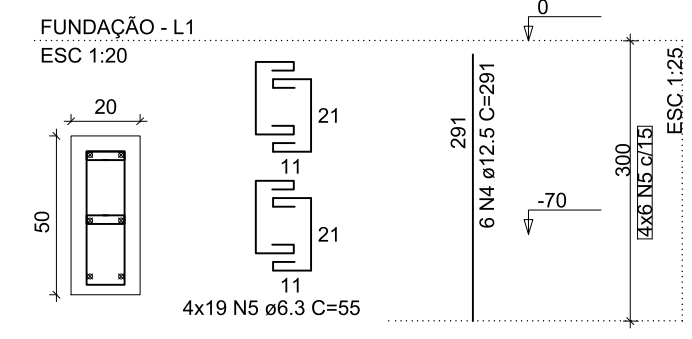 FUNDAÇÃO - L1
ESC 1:20
20
50
21
11
21
11
4x19 N5 ø6.3 C=55
291
6 N4 ø12.5 C=291
0
-70
300
4x6 N5 c/15
ESC 1:25